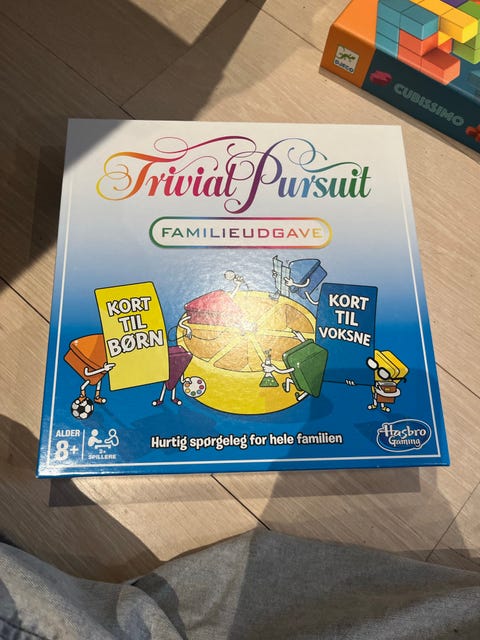 DJECO
CUBISSIMO
Trivial Pursuit
FAMILIEUDGAVE
KORT
TIL
BØRN
KORT
TIL
VOKSNE
ALDER
8+
2+
SPILLERE
Hurtig spørgeleg for hele familien
Hasbro
Gaming